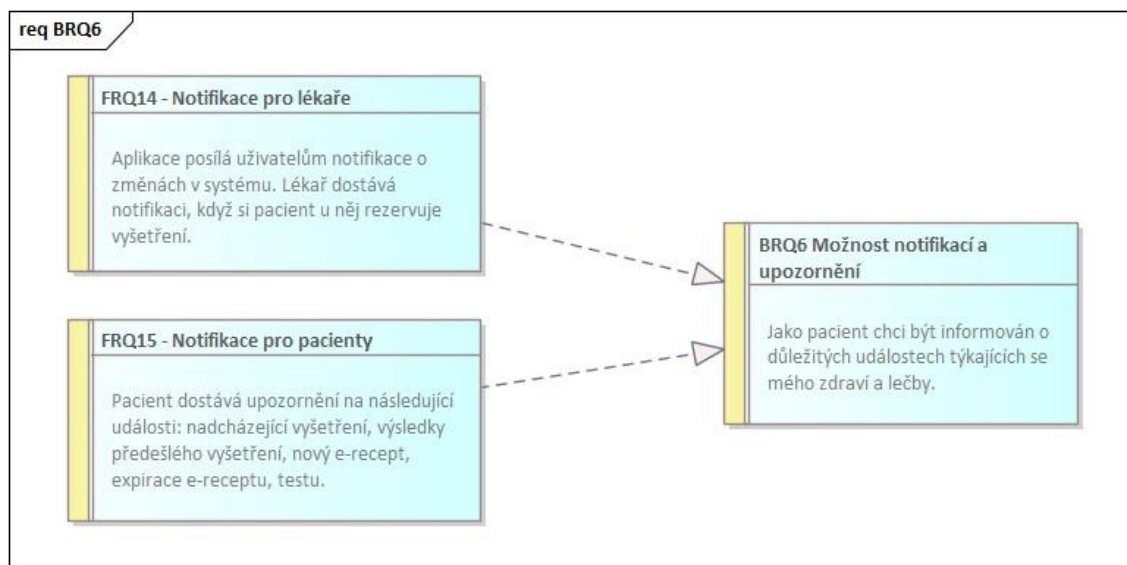 req BRQ6
FRQ14 - Notifikace pro lékaře
Aplikace posílá uživatelům notifikace o
změnách v systému. Lékař dostává
notifikaci, když si pacient u něj rezervuje
vyšetření.
BRQ6 Možnost notifikací a
upozornění
Jako pacient chci být informován o
důležitých událostech týkajících se
mého zdraví a lečby.
FRQ15 - Notifikace pro pacienty
Pacient dostává upozornění na následující
události: nadcházející vyšetření, výsledky
předešlého vyšetření, nový e-recept,
expirace e-receptu, testu.